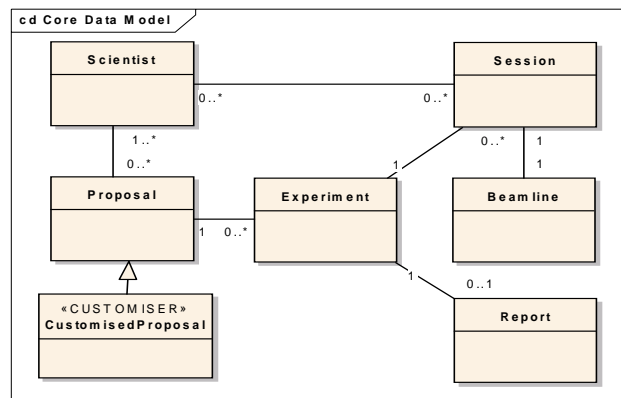 cd Core Data Model
Scientist
Session
0..*
0..*
1..*
0..*
0..*
1
1
1
Proposal
Experiment
Beamline
1
0..*
1
0..1
«CUSTOMISER»
CustomisedProposal
Report